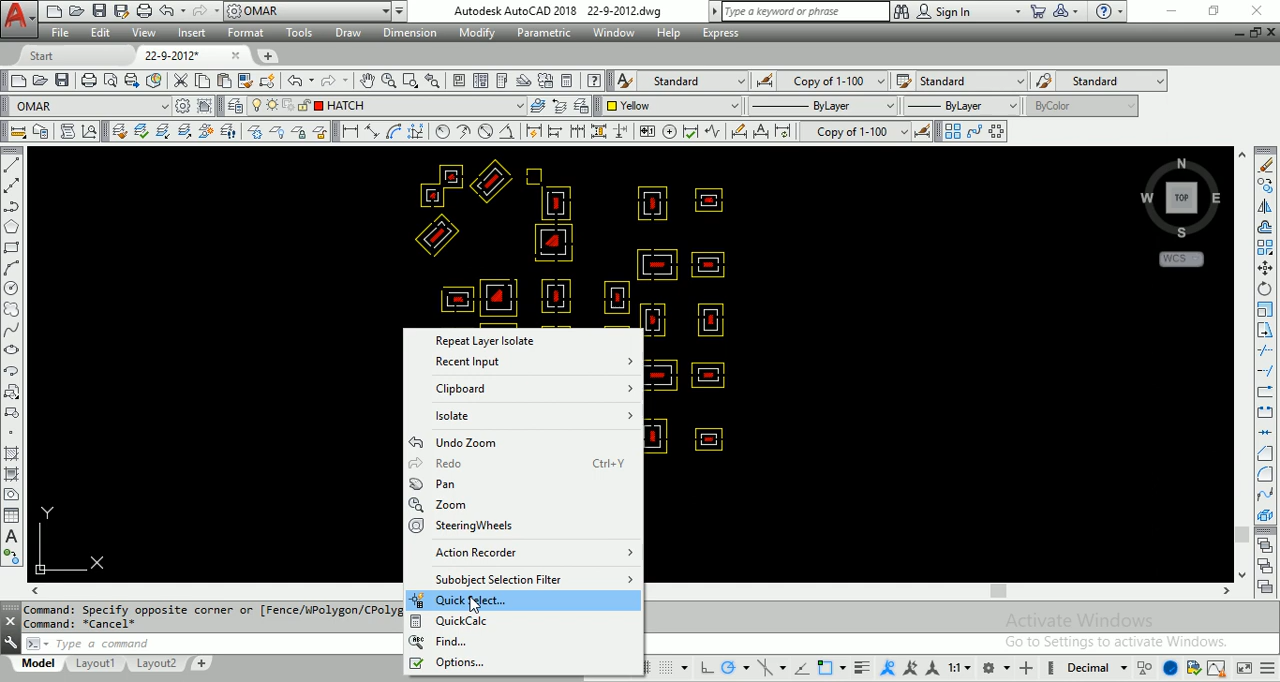 OMAR
Autodesk AutoCAD 2018 22-9-2012.dwg
Type a keyword or phrase
Sign In
File Edit View Insert Format Tools Draw Dimension Modify Parametric Window Help Express
Start 22-9-2012*
Standard Copy of 1-100 Standard Standard
OMAR HATCH Yellow ByLayer ByLayer ByColor
Copy of 1-100
N
W TOP E
S
WCS
Repeat Layer Isolate
Recent Input
Clipboard
Isolate
Undo Zoom
Redo Ctrl+Y
Pan
Zoom
SteeringWheels
Action Recorder
Subobject Selection Filter
Quick Select...
QuickCalc
Find...
Options...
Y
X
Command: Specify opposite corner or [Fence/WPolygon/CPolyg
Command: *Cancel*
Type a command
Activate Windows
Go to Settings to activate Windows.
Model Layout1 Layout2
1:1 Decimal